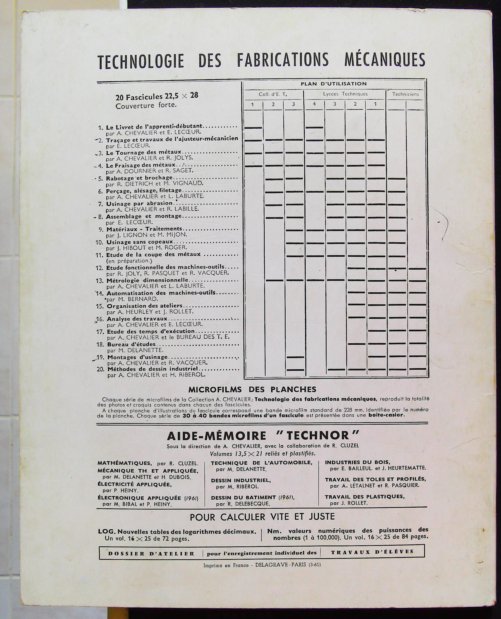 TECHNOLOGIE DES FABRICATIONS MÉCANIQUES
20 Fascicules 22,5 × 28
Couverture forte.
PLAN D'UTILISATION
Coll. d'E. T. Lycées Techniques Techniciens
1 2 3 4 3 2 1
1. Le Livret de l'apprenti-débutant
par A. CHEVALIER et E. LECŒUR.
2. Traçage et travaux de l'ajusteur-mécanicien
par E. LECŒUR.
3. Le Tournage des métaux
par A. CHEVALIER et R. JOLYS.
4. Le Fraisage des métaux
par A. DOURNIER et R. SAGET.
5. Rabotage et brochage
par R. DIETRICH et M. VIGNAUD.
6. Perçage, alésage, filetage
par A. CHEVALIER et L. LABURTE.
7. Usinage par abrasion
par A. CHEVALIER et R. LABILLE.
8. Assemblage et montage
par E. LECŒUR.
9. Matériaux - Traitements
par J. LIGNON et M. MIJON.
10. Usinage sans copeaux
par J. HIBOUT et M. ROGER.
11. Etude de la coupe des métaux
(en préparation.)
12. Etude fonctionnelle des machines-outils
par R. JOLY, R. PASQUET et R. VACQUER.
13. Métrologie dimensionnelle
par A. CHEVALIER et L. LABURTE.
14. Automatisation des machines-outils
par M. BERNARD.
15. Organisation des ateliers
par A. HEURLEY et J. ROLLET.
16. Analyse des travaux
par A. CHEVALIER et E. LECŒUR.
17. Etude des temps d'exécution
par A. CHEVALIER et le BUREAU DES T. E.
18. Bureau d'études
par M. DELANETTE.
19. Montages d'usinage
par A. CHEVALIER et R. VACQUER.
20. Méthodes de dessin industriel
par A. CHEVALIER et H. RIBEROL.
MICROFILMS DES PLANCHES
Chaque série de microfilms de la Collection A. CHEVALIER: Technologie des fabrications mécaniques, reproduit la totalité
des photos et croquis contenus dans chacun des fascicules.
A chaque planche d'illustrations de fascicule correspond une bande microfilm standard de 228 mm, identifiée par le numéro
de la planche. Chaque série de 30 à 40 bandes microfilms d'un fascicule est présentée dans une boîte-casier.
AIDE-MÉMOIRE "TECHNOR"
Sous la direction de A. CHEVALIER, avec la collaboration de R. CLUZEL
Volumes 13,5 × 21 reliés et plastifiés.
MATHÉMATIQUES, par R. CLUZEL.
MÉCANIQUE TH ET APPLIQUÉE,
par M. DELANETTE et H. DUBOIS.
ÉLECTRICITÉ APPLIQUÉE,
par P. HEINY.
ÉLECTRONIQUE APPLIQUÉE (1961)
par M. BIBAL et P. HEINY.
TECHNIQUE DE L'AUTOMOBILE,
par M. DELANETTE.
DESSIN INDUSTRIEL,
par M. RIBEROL.
DESSIN DU BATIMENT (1961),
par R. DELEBECQUE.
INDUSTRIES DU BOIS,
par E. BAILLEUL et J. HEURTEMATTE.
TRAVAIL DES TOLES ET PROFILÉS,
par A. LETAINET et R. PASQUIER.
TRAVAIL DES PLASTIQUES,
par J. ROLLET.
POUR CALCULER VITE ET JUSTE
LOG. Nouvelles tables des logarithmes décimaux.
Un vol. 16 × 25 de 72 pages.
Nm. valeurs numériques des puissances des
nombres (1 à 100,000). Un vol. 16 × 25 de 84 pages.
DOSSIER D'ATELIER pour l'enregistrement individuel des TRAVAUX D'ÉLÈVES
Imprimé en France - DELAGRAVE-PARIS